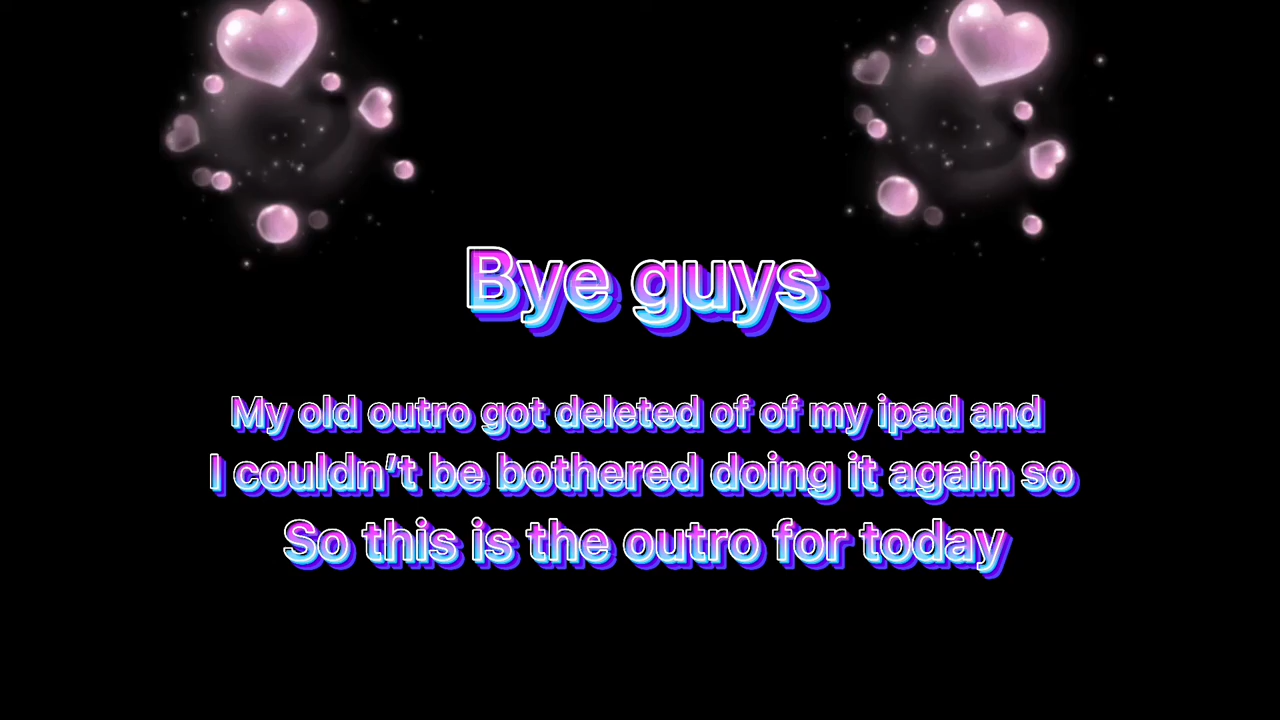 Bye guys
My old outro got deleted of of my ipad and
I couldn’t be bothered doing it again so
So this is the outro for today